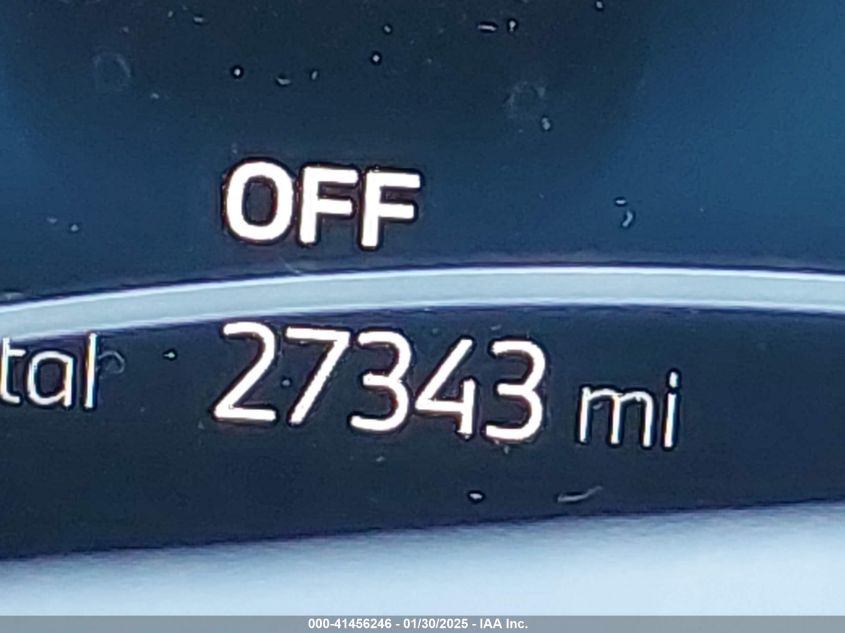 OFF
tal 27343 mi
000-41456246 - 01/30/2025 - IAA Inc.